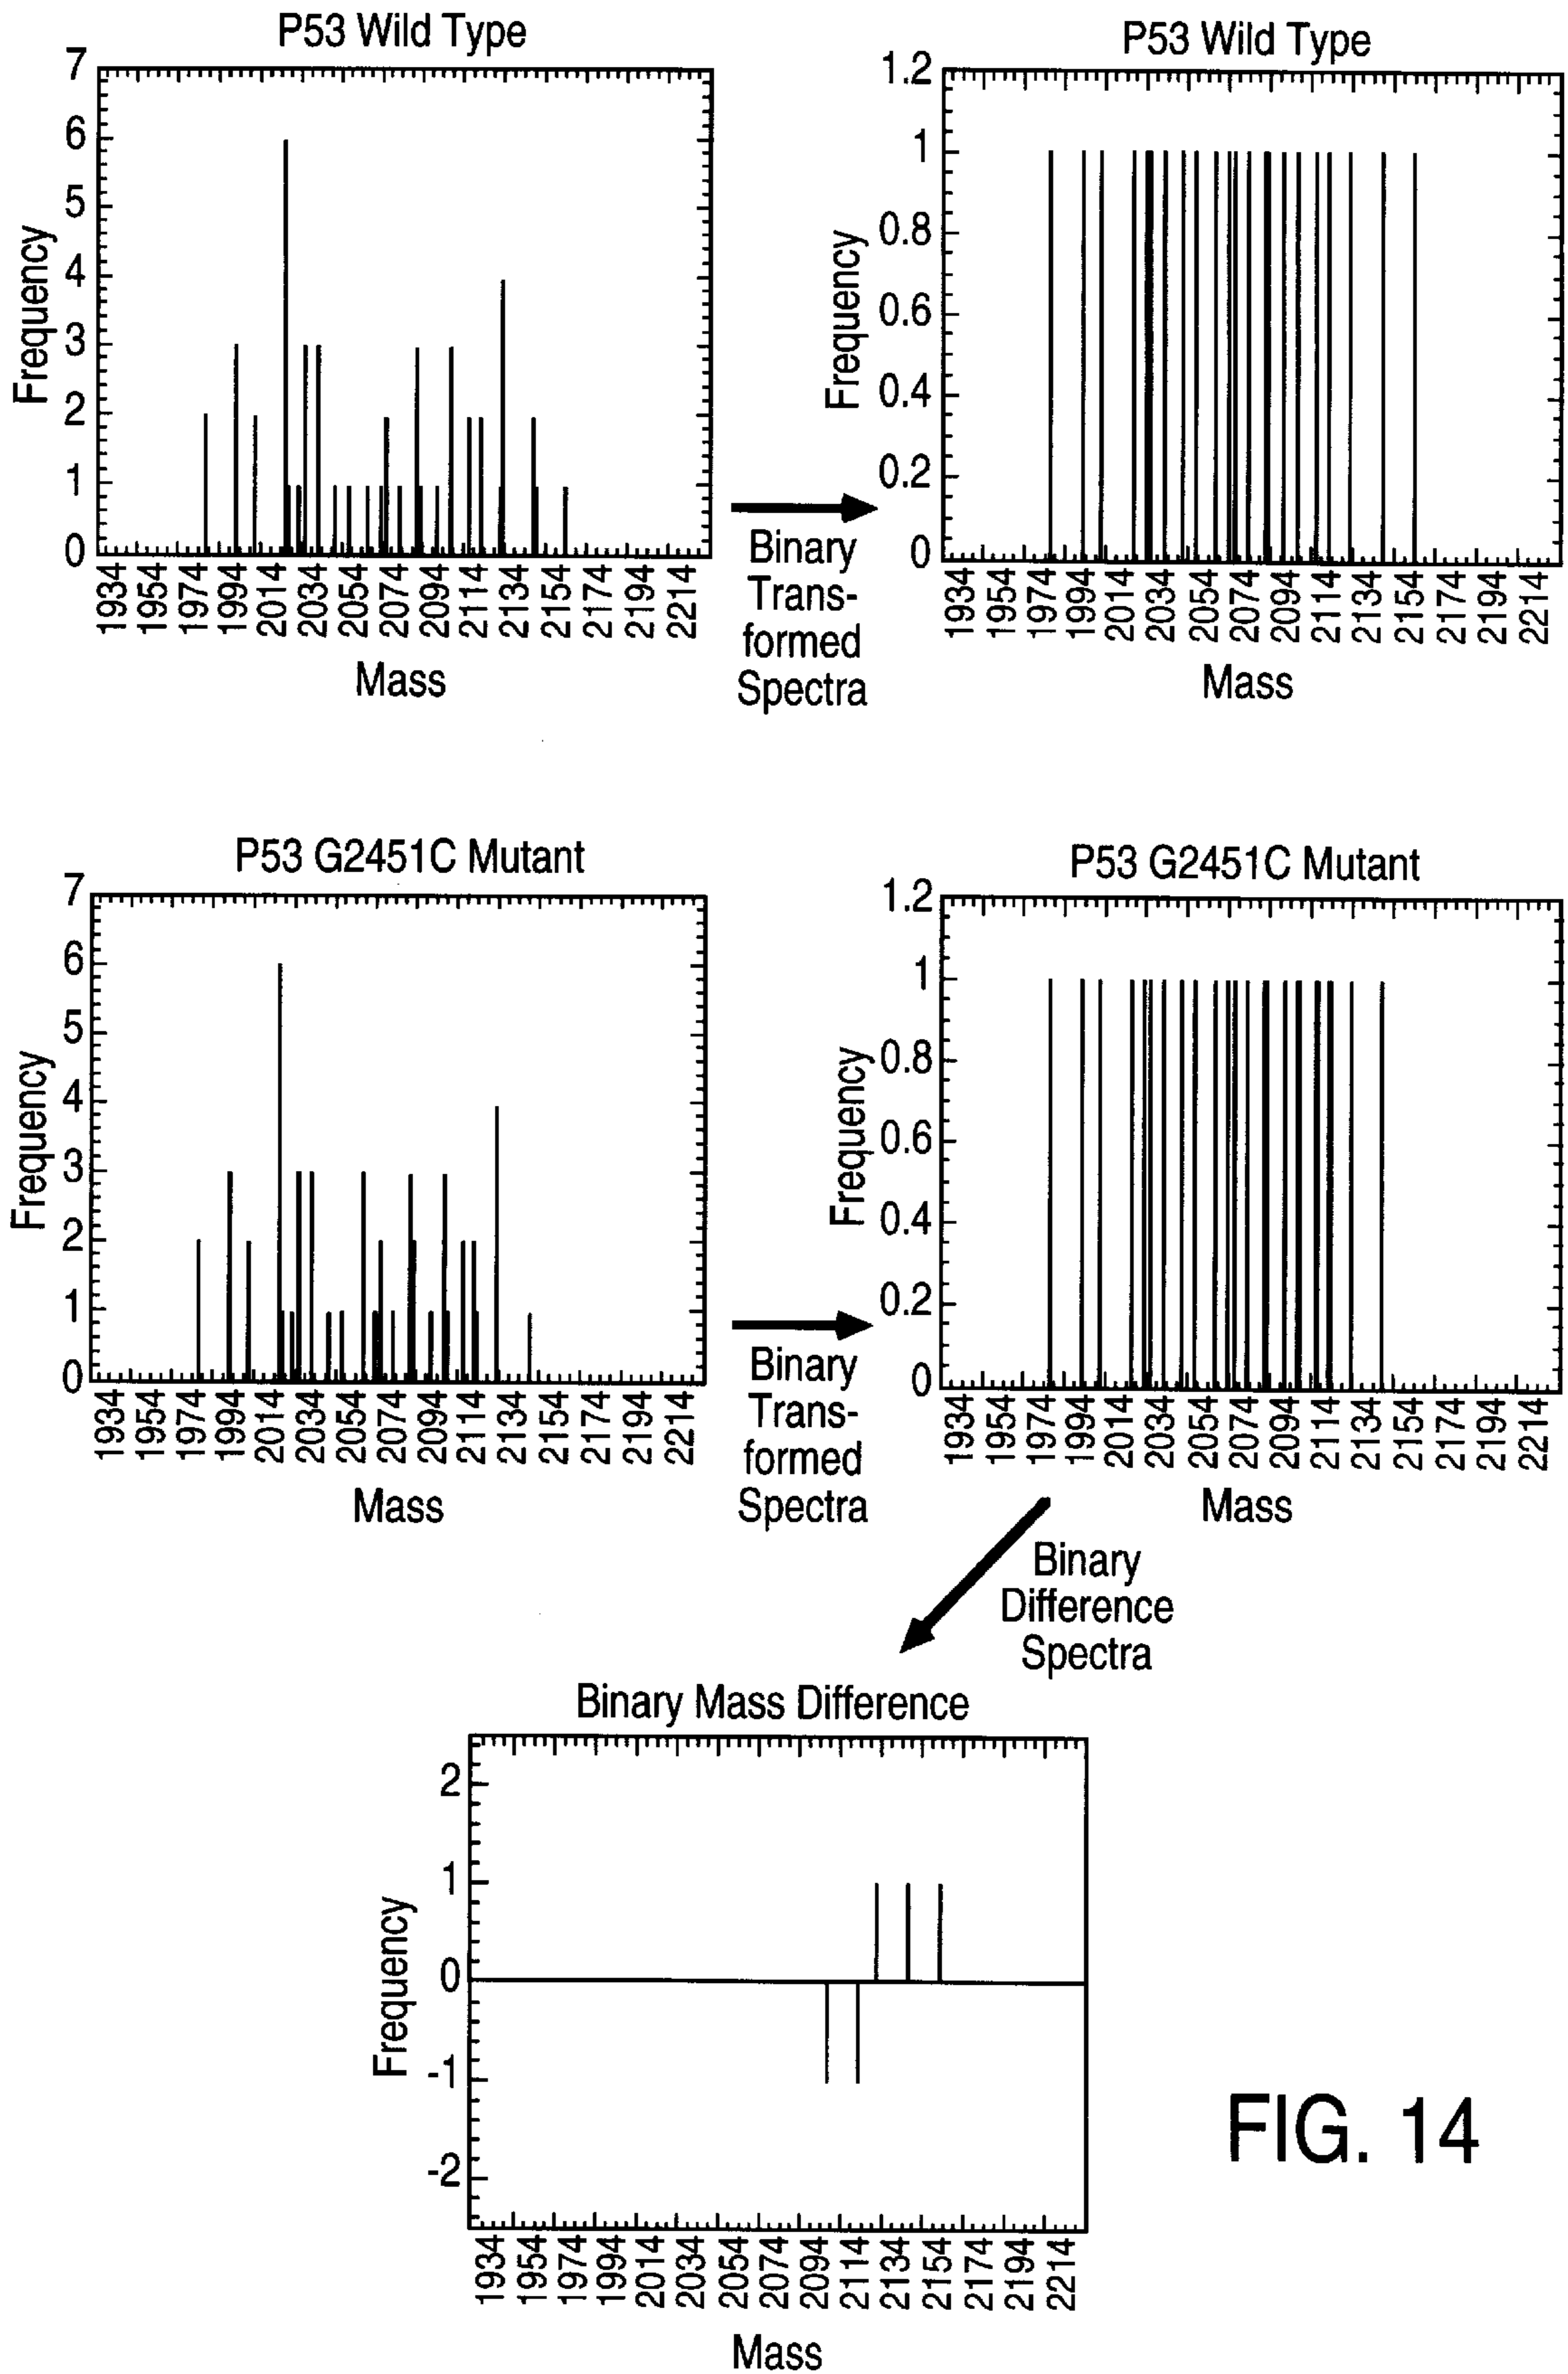 P53 Wild Type
7
6
5
4
3
2
1
0
Frequency
1934 1954 1974 1994 2014 2034 2054 2074 2094 2114 2134 2154 2174 2194 2214
Mass
Binary
Trans-
formed
Spectra
P53 Wild Type
1.2
1
0.8
0.6
0.4
0.2
0
Frequency
1934 1954 1974 1994 2014 2034 2054 2074 2094 2114 2134 2154 2174 2194 2214
Mass
P53 G2451C Mutant
7
6
5
4
3
2
1
0
Frequency
1934 1954 1974 1994 2014 2034 2054 2074 2094 2114 2134 2154 2174 2194 2214
Mass
Binary
Trans-
formed
Spectra
P53 G2451C Mutant
1.2
1
0.8
0.6
0.4
0.2
0
Frequency
1934 1954 1974 1994 2014 2034 2054 2074 2094 2114 2134 2154 2174 2194 2214
Mass
Binary
Difference
Spectra
Binary Mass Difference
2
1
0
-1
-2
Frequency
1934 1954 1974 1994 2014 2034 2054 2074 2094 2114 2134 2154 2174 2194 2214
Mass
FIG. 14